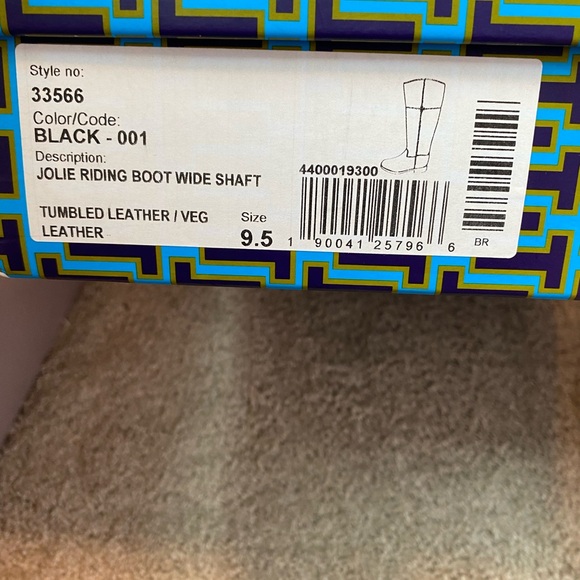 Style no:
33566
Color/Code:
BLACK - 001
Description:
JOLIE RIDING BOOT WIDE SHAFT
TUMBLED LEATHER / VEG
LEATHER
Size
9.5
4400019300
1 90041 25796 6
BR